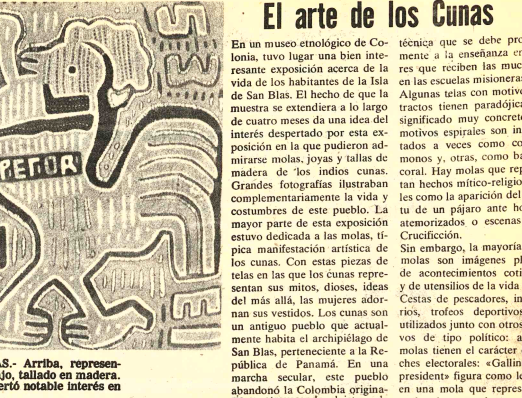 El arte de los Cunas
En un museo etnológico de Co-
lonia, tuvo lugar una bien inte-
resante exposición acerca de la
vida de los habitantes de la Isla
de San Blas. El hecho de que la
muestra se extendiera a lo largo
de cuatro meses da una idea del
interés despertado por esta ex-
posición en la que pudieron ad-
mirarse molas, joyas y tallas de
madera de los indios cunas.
Grandes fotografías ilustraban
complementariamente la vida y
costumbres de este pueblo. La
mayor parte de esta exposición
estuvo dedicada a las molas, tí-
pica manifestación artística de
los cunas. Con estas piezas de
telas en las que los cunas repre-
sentan sus mitos, dioses, ideas
del más allá, las mujeres ador-
nan sus vestidos. Los cunas son
un antiguo pueblo que actual-
mente habita el archipiélago de
San Blas, perteneciente a la Re-
pública de Panamá. En una
marcha secular, este pueblo
abandonó la Colombia origina-
técnica que se debe pro
mente a la enseñanza en
res que reciben las muc
en las escuelas misionera
Algunas telas con motivo
tractos tienen paradójica
significado muy concreto
motivos espirales son in
tados a veces como co
monos y, otras, como ba
coral. Hay molas que rep
tan hechos mítico-religio
les como la aparición del
tu de un pájaro ante ho
atemorizados o escenas
Crucificción.
Sin embargo, la mayoría
molas son imágenes pl
de acontecimientos coti
y de utensilios de la vida
Cestas de pescadores, in
rios, trofeos deportivos
utilizados junto con otros
vos de tipo político: a
molas tienen el carácter
ches electorales: «Gallin
president» figura como le
en una mola que repres
PERIOR
AS.- Arriba, represen-
jo, tallado en madera.
ertó notable interés en